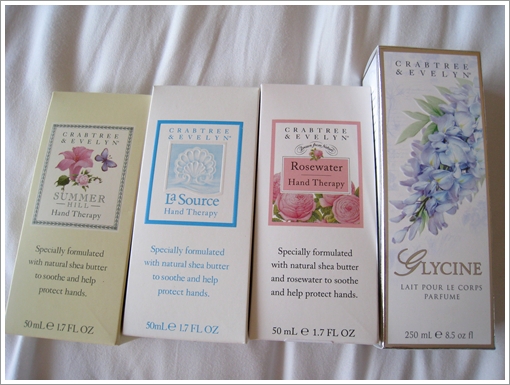 CRABTREE
& EVELYN®
SUMMER
HILL
Hand Therapy
Specially formulated
with natural shea butter
to soothe and help
protect hands.
50 mL ℮ 1.7 FL OZ
CRABTREE
& EVELYN®
La Source
Hand Therapy
Specially formulated
with natural shea butter
to soothe and help
protect hands.
50 mL ℮ 1.7 FL OZ
CRABTREE
& EVELYN®
Rosewater
Hand Therapy
Specially formulated
with natural shea butter
and rosewater to soothe
and help protect hands.
50 mL ℮ 1.7 FL OZ
CRABTREE
& EVELYN®
GLYCINE
LAIT POUR LE CORPS
PARFUMÉ
250 mL ℮ 8.5 oz fl